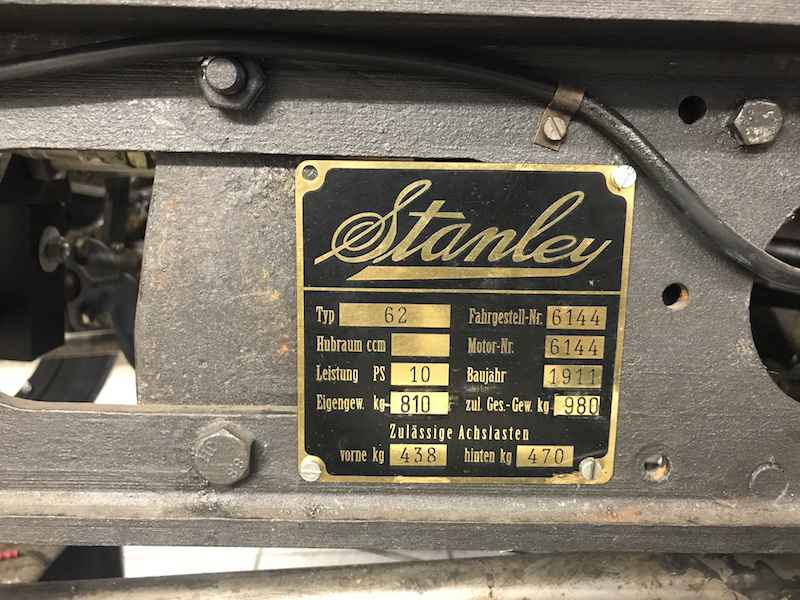 Stanley
Typ 62 Fahrgestell-Nr. 6144
Hubraum ccm Motor-Nr. 6144
Leistung PS 10 Baujahr 1911
Eigengew. kg 810 zul. Ges.-Gew. kg 980
Zulässige Achslasten
vorne kg 438 hinten kg 470